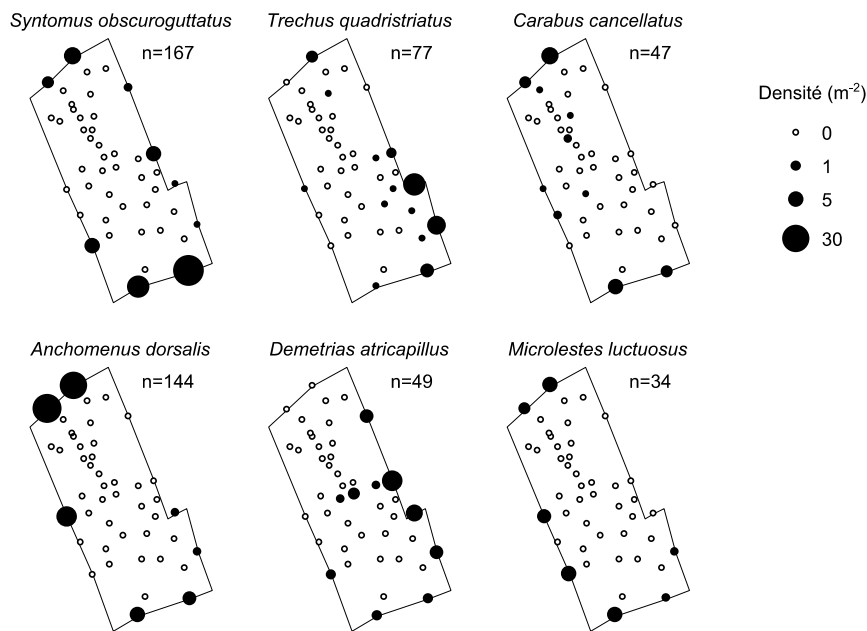 Syntomus obscuroguttatus
n=167
Trechus quadristriatus
n=77
Carabus cancellatus
n=47
Densité (m-2)
0
1
5
30
Anchomenus dorsalis
n=144
Demetrias atricapillus
n=49
Microlestes luctuosus
n=34